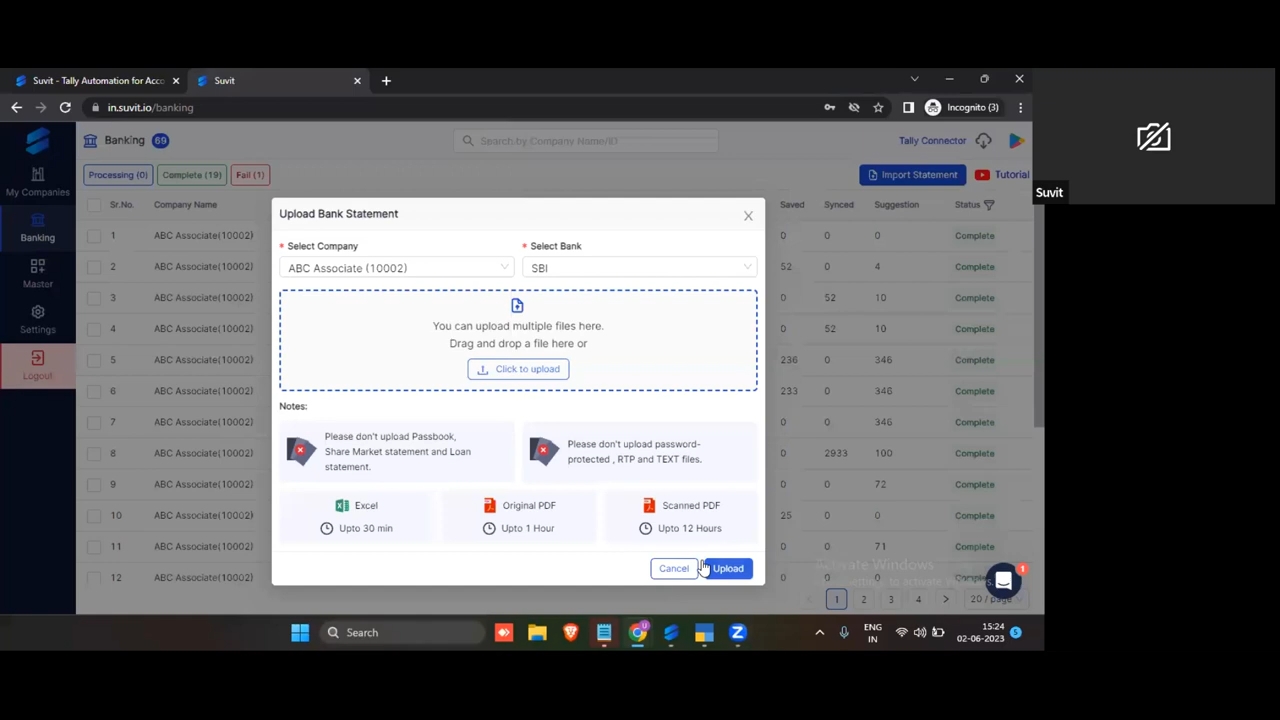 Suvit - Tally Automation for Acco
Suvit
in.suvit.io/banking
Incognito (3)
Banking 69
Search by Company Name/ID
Tally Connector
My Companies
Banking
Master
Settings
Logout
Processing (0)
Complete (19)
Fail (1)
Import Statement
Tutorial
Sr.No.
Company Name
Saved
Synced
Suggestion
Status
1 ABC Associate(10002) 0 0 0 Complete
2 ABC Associate(10002) 52 0 4 Complete
3 ABC Associate(10002) 0 52 10 Complete
4 ABC Associate(10002) 0 52 10 Complete
5 ABC Associate(10002) 236 0 346 Complete
6 ABC Associate(10002) 233 0 346 Complete
7 ABC Associate(10002) 0 0 346 Complete
8 ABC Associate(10002) 0 2933 100 Complete
9 ABC Associate(10002) 0 0 72 Complete
10 ABC Associate(10002) 25 0 0 Complete
11 ABC Associate(10002) 0 0 71 Complete
12 ABC Associate(10002) 0 0 Complete
Upload Bank Statement
* Select Company
ABC Associate (10002)
* Select Bank
SBI
You can upload multiple files here.
Drag and drop a file here or
Click to upload
Notes:
Please don't upload Passbook,
Share Market statement and Loan
statement.
Please don't upload password-
protected , RTP and TEXT files.
Excel
Upto 30 min
Original PDF
Upto 1 Hour
Scanned PDF
Upto 12 Hours
Cancel
Upload
Activate Windows
1
1 2 3 4
20 / page
Search
ENG
IN
15:24
02-06-2023
Suvit